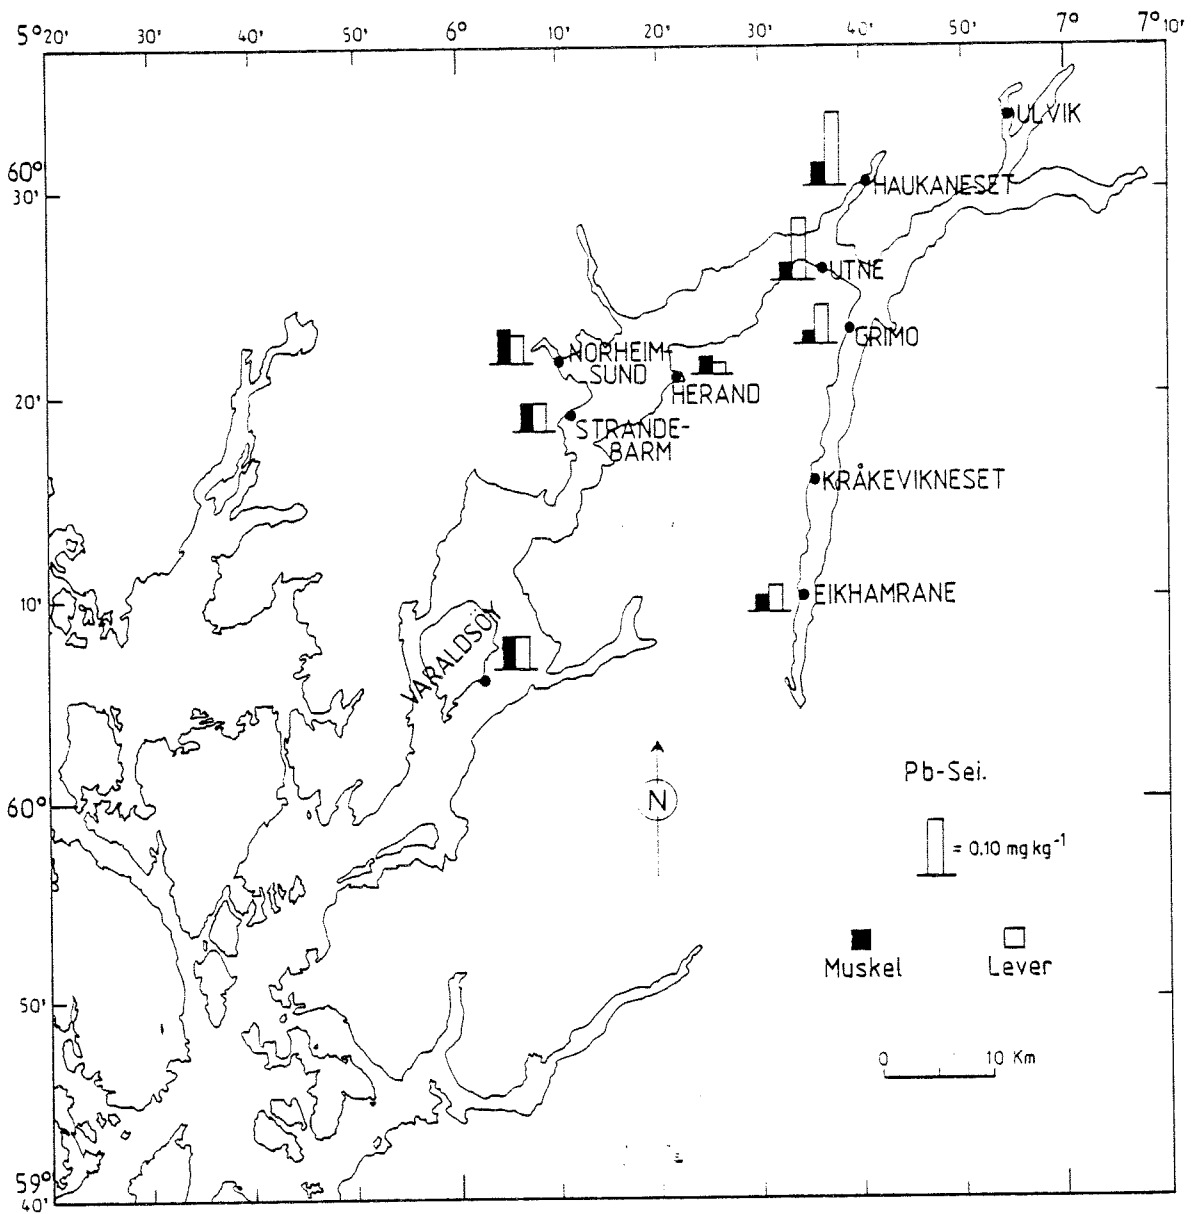 5° 20' 30' 40' 50' 6° 10' 20' 30' 40' 50' 7° 7° 10'
ULVIK
60°
30'
HAUKANESET
UTNE
GRIMO
NORHEIM-
SUND
HERAND
20'
STRANDE-
BARM
KRÅKEVIKNESET
10'
EIKHAMRANE
VARALDSÖY
Pb-Sei.
N
60°
= 0.10 mg kg⁻¹
Muskel
Lever
50'
0 10 Km
59°
40'